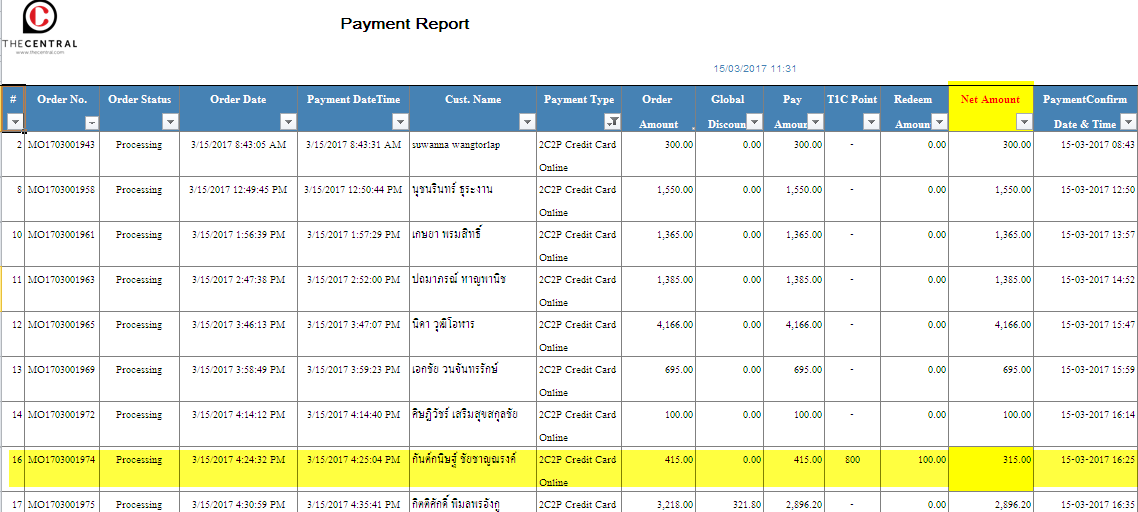 C
THECENTRAL
www.thecentral.com
Payment Report
15/03/2017 11:31
# Order No. Order Status Order Date Payment DateTime Cust. Name Payment Type Order Amount Global Discoun Pay Amoun T1C Point Redeem Amoun Net Amount PaymentConfirm Date & Time
2 MO1703001943 Processing 3/15/2017 8:43:05 AM 3/15/2017 8:43:31 AM suwanna wangtorlap 2C2P Credit Card 300.00 0.00 300.00 - 0.00 300.00 15-03-2017 08:43
Online
8 MO1703001958 Processing 3/15/2017 12:49:45 PM 3/15/2017 12:50:44 PM นุชนรินทร์ ธุระงาน 2C2P Credit Card 1,550.00 0.00 1,550.00 - 0.00 1,550.00 15-03-2017 12:50
Online
10 MO1703001961 Processing 3/15/2017 1:56:39 PM 3/15/2017 1:57:29 PM เกษยา พรมสิทธิ์ 2C2P Credit Card 1,365.00 0.00 1,365.00 - 0.00 1,365.00 15-03-2017 13:57
Online
11 MO1703001963 Processing 3/15/2017 2:47:38 PM 3/15/2017 2:52:00 PM ปถมาภรณ์ หาญพานิช 2C2P Credit Card 1,385.00 0.00 1,385.00 - 0.00 1,385.00 15-03-2017 14:52
Online
12 MO1703001965 Processing 3/15/2017 3:46:13 PM 3/15/2017 3:47:07 PM นิดา วุฒิโอฬาร 2C2P Credit Card 4,166.00 0.00 4,166.00 - 0.00 4,166.00 15-03-2017 15:47
Online
13 MO1703001969 Processing 3/15/2017 3:58:49 PM 3/15/2017 3:59:23 PM เอกชัย วนจันทรรักษ์ 2C2P Credit Card 695.00 0.00 695.00 - 0.00 695.00 15-03-2017 15:59
Online
14 MO1703001972 Processing 3/15/2017 4:14:12 PM 3/15/2017 4:14:40 PM เสริมสุขสกุลชัย 2C2P Credit Card 100.00 0.00 100.00 - 0.00 100.00 15-03-2017 16:14
Online
16 MO1703001974 Processing 3/15/2017 4:24:32 PM 3/15/2017 4:25:04 PM ชัยชาญณรงค์ 2C2P Credit Card 415.00 0.00 415.00 800 100.00 315.00 15-03-2017 16:25
Online
17 MO1703001975 Processing 3/15/2017 4:30:59 PM 3/15/2017 4:35:41 PM กิตติศักดิ์ พิมลพรอังกู 2C2P Credit Card 3,218.00 321.80 2,896.20 - 0.00 2,896.20 15-03-2017 16:35